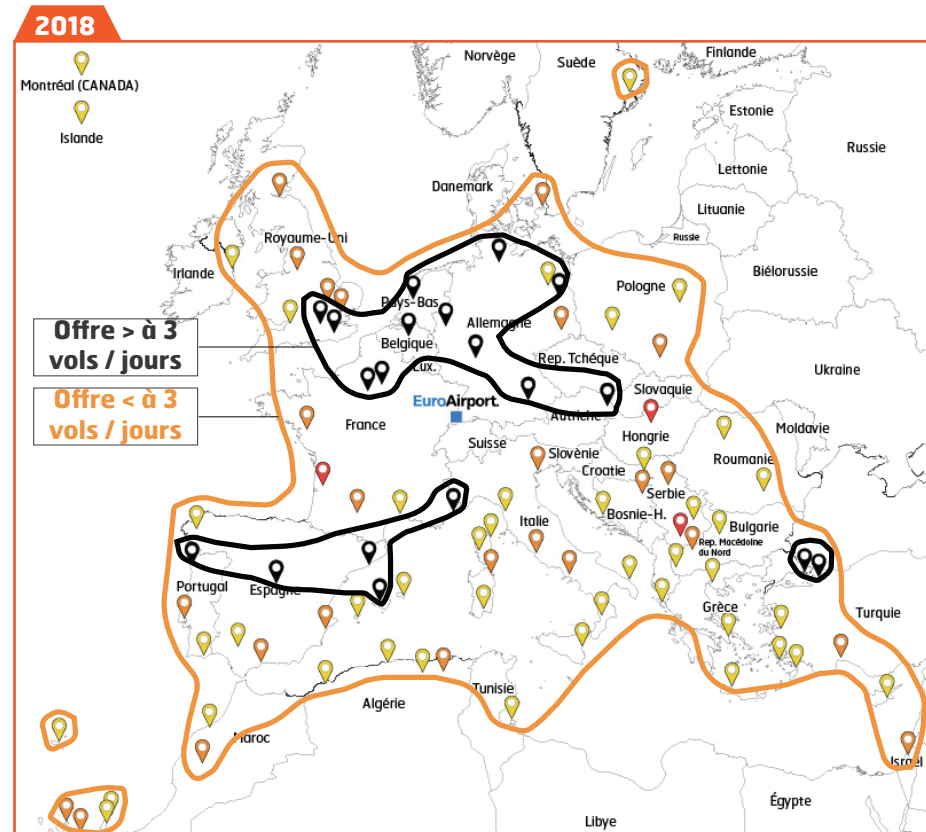 2018
Montréal (CANADA)
Islande
Norvège
Suède
Finlande
Estonie
Russie
Lettonie
Danemark
Lituanie
Russie
Royaume-Uni
Irlande
Biélorussie
Pologne
Pays-Bas
Offre > à 3
vols / jours
Allemagne
Belgique
Rep. Tchéque
Lux.
Ukraine
Slovaquie
Offre < à 3
vols / jours
EuroAirport.
Autriche
France
Moldavie
Suisse
Hongrie
Slovénie
Roumanie
Croatie
Serbie
Bosnie-H.
Italie
Bulgarie
Rep. Macédoine
du Nord
Portugal
Espagne
Grèce
Turquie
Tunisie
Algérie
Maroc
Israël
Égypte
Libye